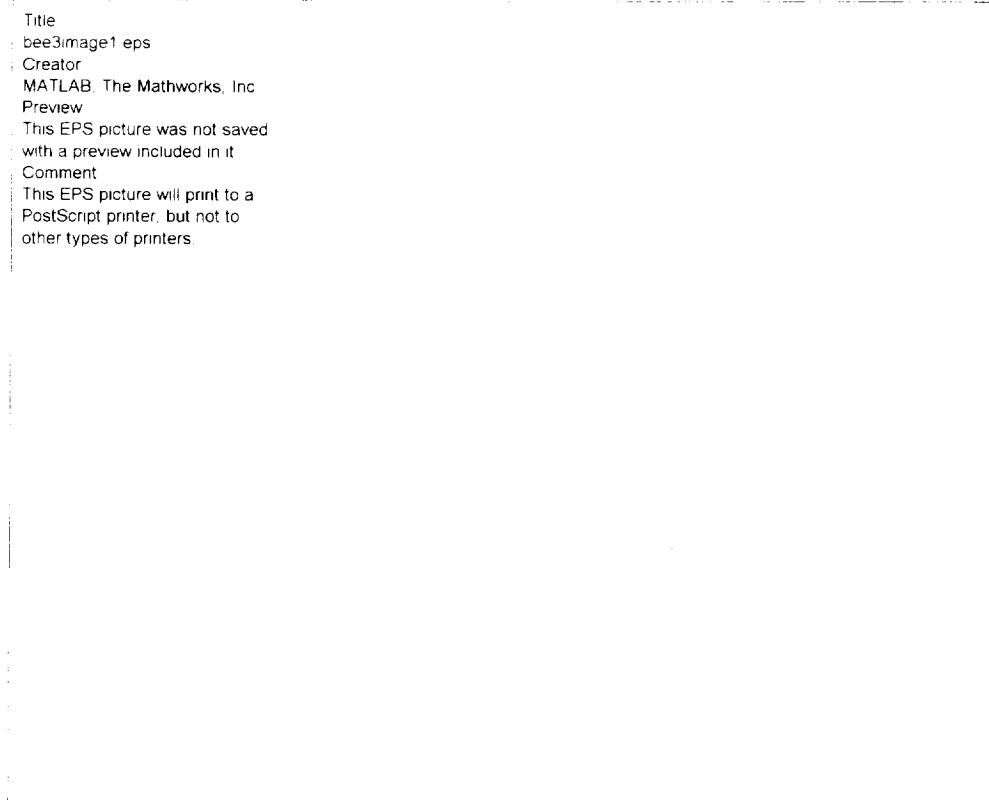 Title
bee3image1 eps
Creator
MATLAB, The Mathworks, Inc
Preview
This EPS picture was not saved
with a preview included in it
Comment
This EPS picture will print to a
PostScript printer, but not to
other types of printers.